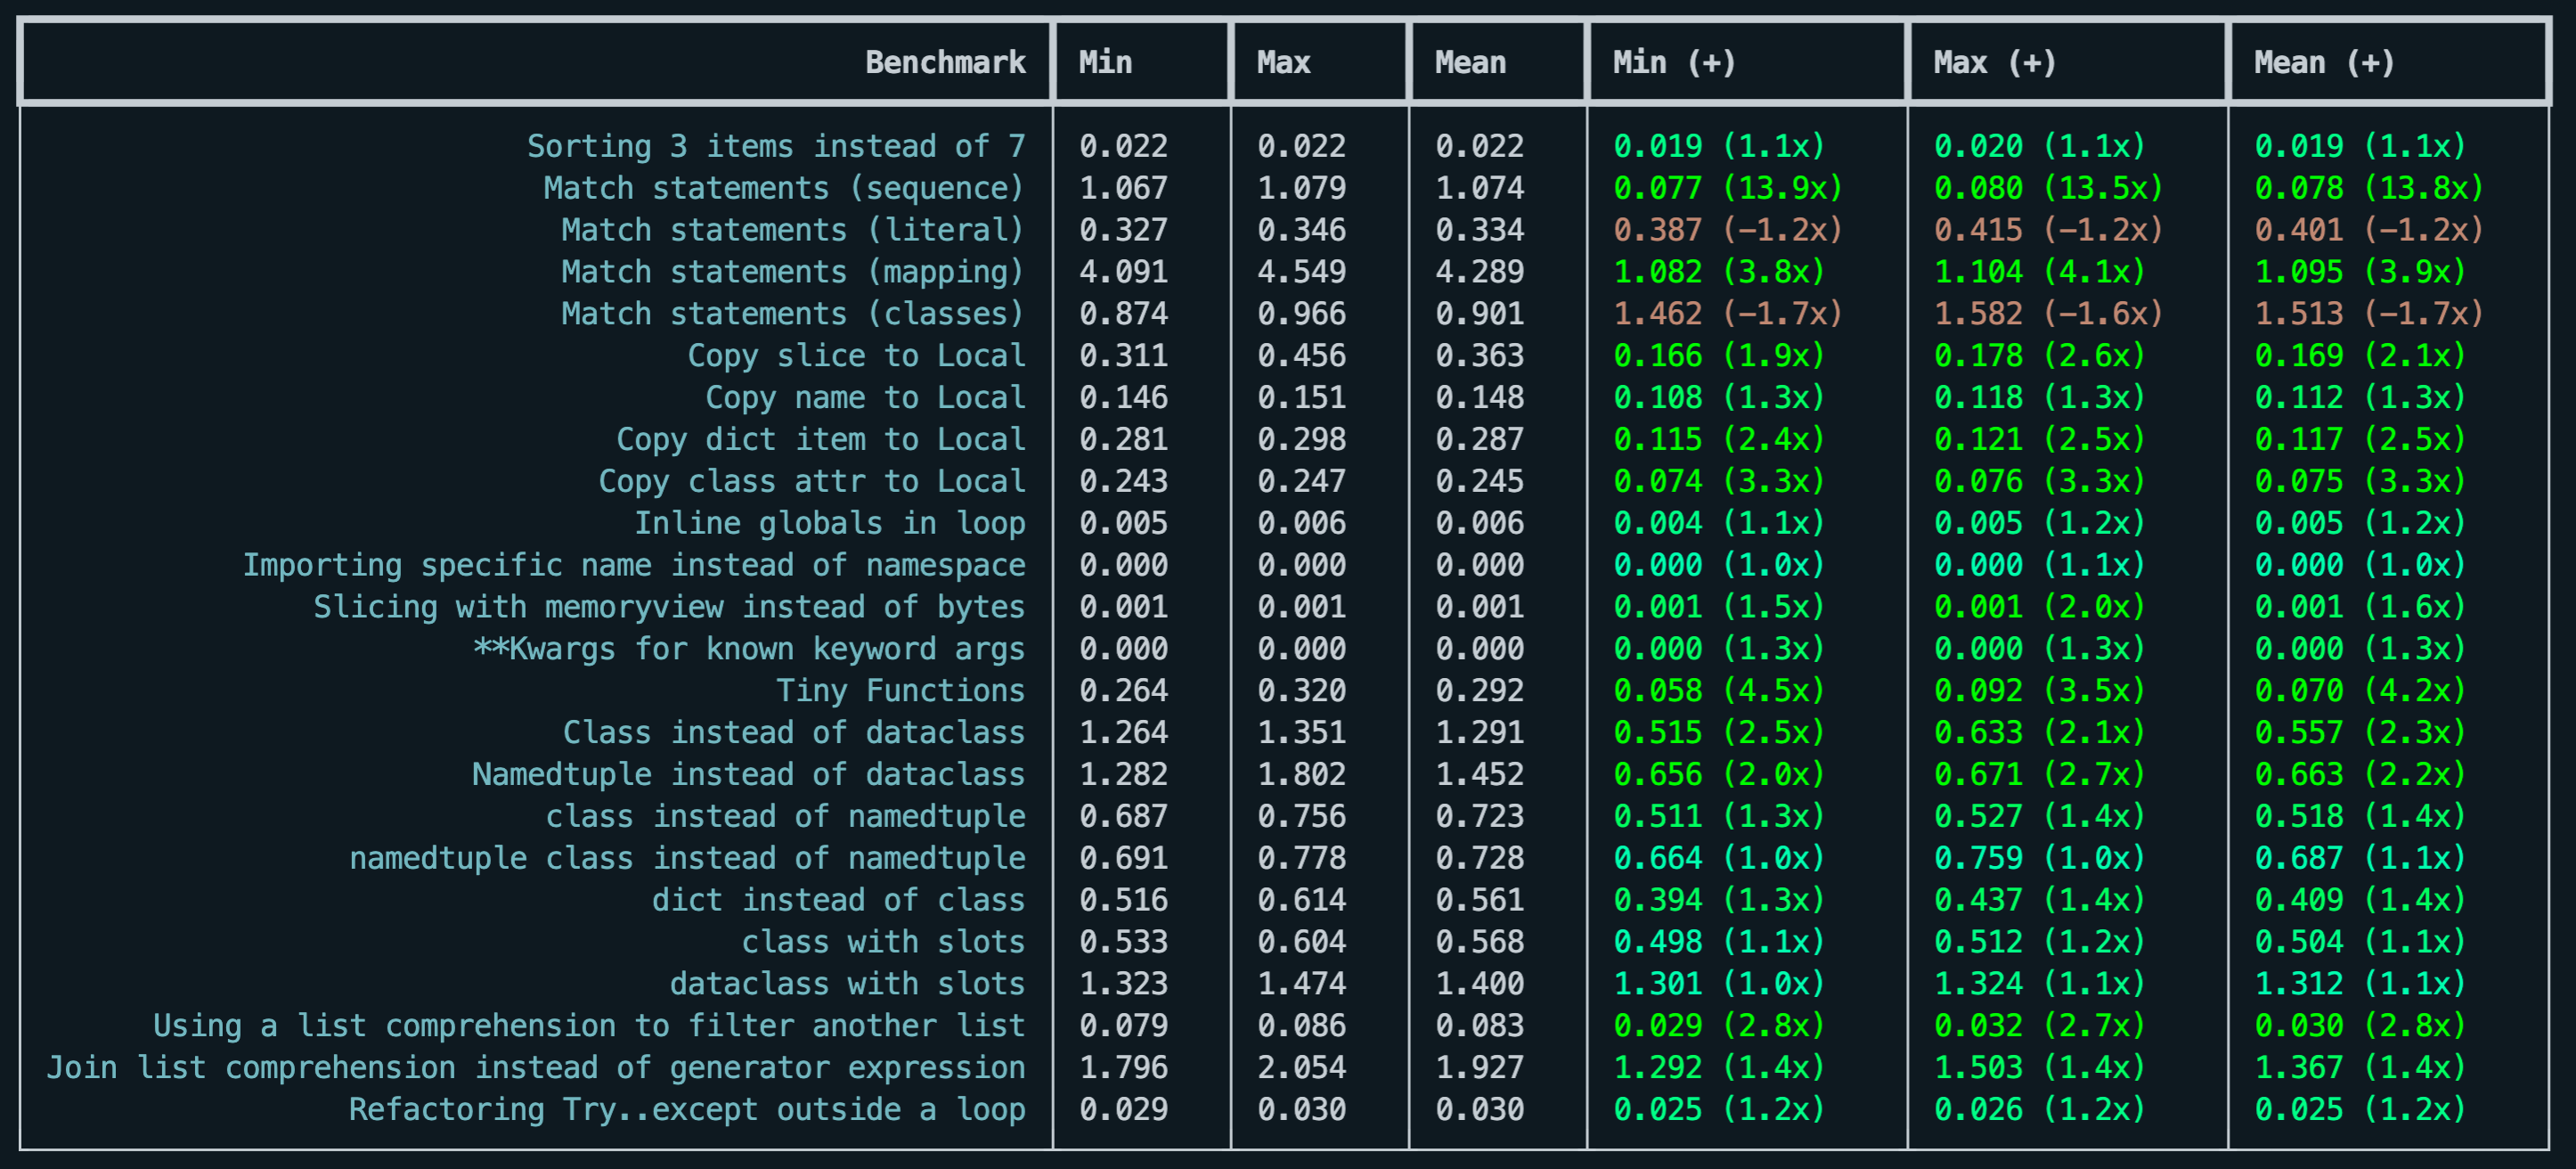 Benchmark Min Max Mean Min (+) Max (+) Mean (+)
Sorting 3 items instead of 7 0.022 0.022 0.022 0.019 (1.1x) 0.020 (1.1x) 0.019 (1.1x)
Match statements (sequence) 1.067 1.079 1.074 0.077 (13.9x) 0.080 (13.5x) 0.078 (13.8x)
Match statements (literal) 0.327 0.346 0.334 0.387 (-1.2x) 0.415 (-1.2x) 0.401 (-1.2x)
Match statements (mapping) 4.091 4.549 4.289 1.082 (3.8x) 1.104 (4.1x) 1.095 (3.9x)
Match statements (classes) 0.874 0.966 0.901 1.462 (-1.7x) 1.582 (-1.6x) 1.513 (-1.7x)
Copy slice to Local 0.311 0.456 0.363 0.166 (1.9x) 0.178 (2.6x) 0.169 (2.1x)
Copy name to Local 0.146 0.151 0.148 0.108 (1.3x) 0.118 (1.3x) 0.112 (1.3x)
Copy dict item to Local 0.281 0.298 0.287 0.115 (2.4x) 0.121 (2.5x) 0.117 (2.5x)
Copy class attr to Local 0.243 0.247 0.245 0.074 (3.3x) 0.076 (3.3x) 0.075 (3.3x)
Inline globals in loop 0.005 0.006 0.006 0.004 (1.1x) 0.005 (1.2x) 0.005 (1.2x)
Importing specific name instead of namespace 0.000 0.000 0.000 0.000 (1.0x) 0.000 (1.1x) 0.000 (1.0x)
Slicing with memoryview instead of bytes 0.001 0.001 0.001 0.001 (1.5x) 0.001 (2.0x) 0.001 (1.6x)
**Kwargs for known keyword args 0.000 0.000 0.000 0.000 (1.3x) 0.000 (1.3x) 0.000 (1.3x)
Tiny Functions 0.264 0.320 0.292 0.058 (4.5x) 0.092 (3.5x) 0.070 (4.2x)
Class instead of dataclass 1.264 1.351 1.291 0.515 (2.5x) 0.633 (2.1x) 0.557 (2.3x)
Namedtuple instead of dataclass 1.282 1.802 1.452 0.656 (2.0x) 0.671 (2.7x) 0.663 (2.2x)
class instead of namedtuple 0.687 0.756 0.723 0.511 (1.3x) 0.527 (1.4x) 0.518 (1.4x)
namedtuple class instead of namedtuple 0.691 0.778 0.728 0.664 (1.0x) 0.759 (1.0x) 0.687 (1.1x)
dict instead of class 0.516 0.614 0.561 0.394 (1.3x) 0.437 (1.4x) 0.409 (1.4x)
class with slots 0.533 0.604 0.568 0.498 (1.1x) 0.512 (1.2x) 0.504 (1.1x)
dataclass with slots 1.323 1.474 1.400 1.301 (1.0x) 1.324 (1.1x) 1.312 (1.1x)
Using a list comprehension to filter another list 0.079 0.086 0.083 0.029 (2.8x) 0.032 (2.7x) 0.030 (2.8x)
Join list comprehension instead of generator expression 1.796 2.054 1.927 1.292 (1.4x) 1.503 (1.4x) 1.367 (1.4x)
Refactoring Try..except outside a loop 0.029 0.030 0.030 0.025 (1.2x) 0.026 (1.2x) 0.025 (1.2x)